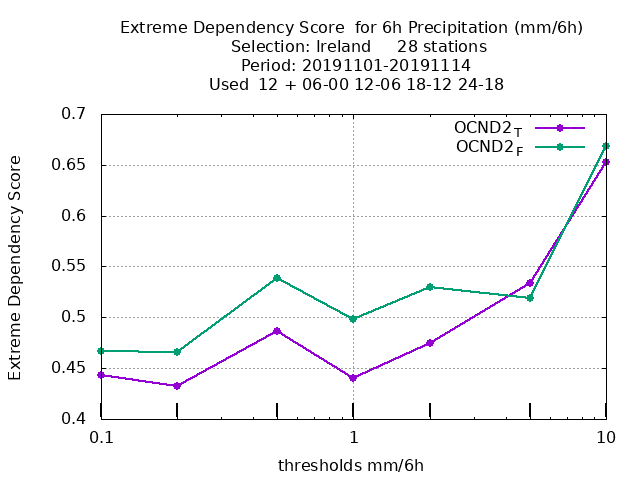 Extreme Dependency Score  for 6h Precipitation (mm/6h)
Selection: Ireland     28 stations
Period: 20191101-20191114
Used  12 + 06-00 12-06 18-12 24-18
OCND2T
OCND2F
0.7
0.65
0.6
0.55
0.5
0.45
0.4
Extreme Dependency Score
0.1 1 10
thresholds mm/6h